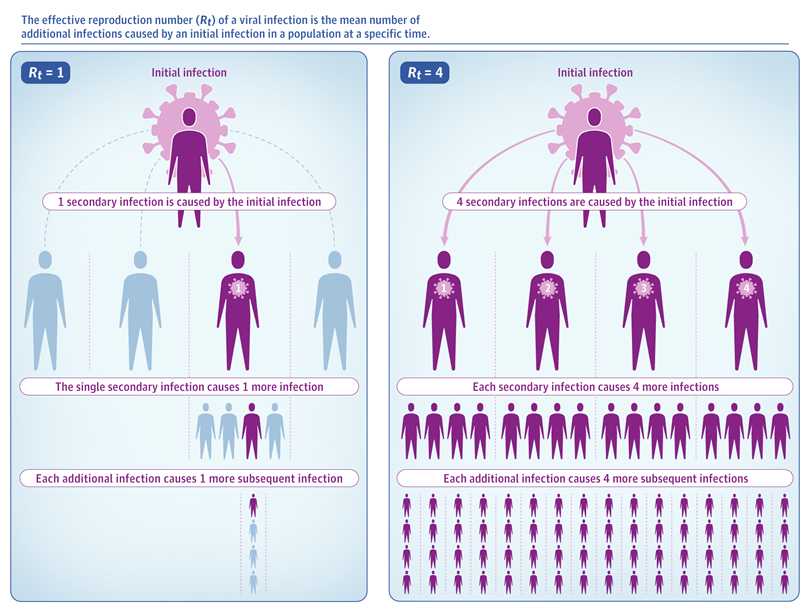 The effective reproduction number (Rt) of a viral infection is the mean number of
additional infections caused by an initial infection in a population at a specific time.
Rt = 1
Initial infection
1 secondary infection is caused by the initial infection
1
The single secondary infection causes 1 more infection
Each additional infection causes 1 more subsequent infection
Rt = 4
Initial infection
4 secondary infections are caused by the initial infection
1 2 3 4
Each secondary infection causes 4 more infections
Each additional infection causes 4 more subsequent infections